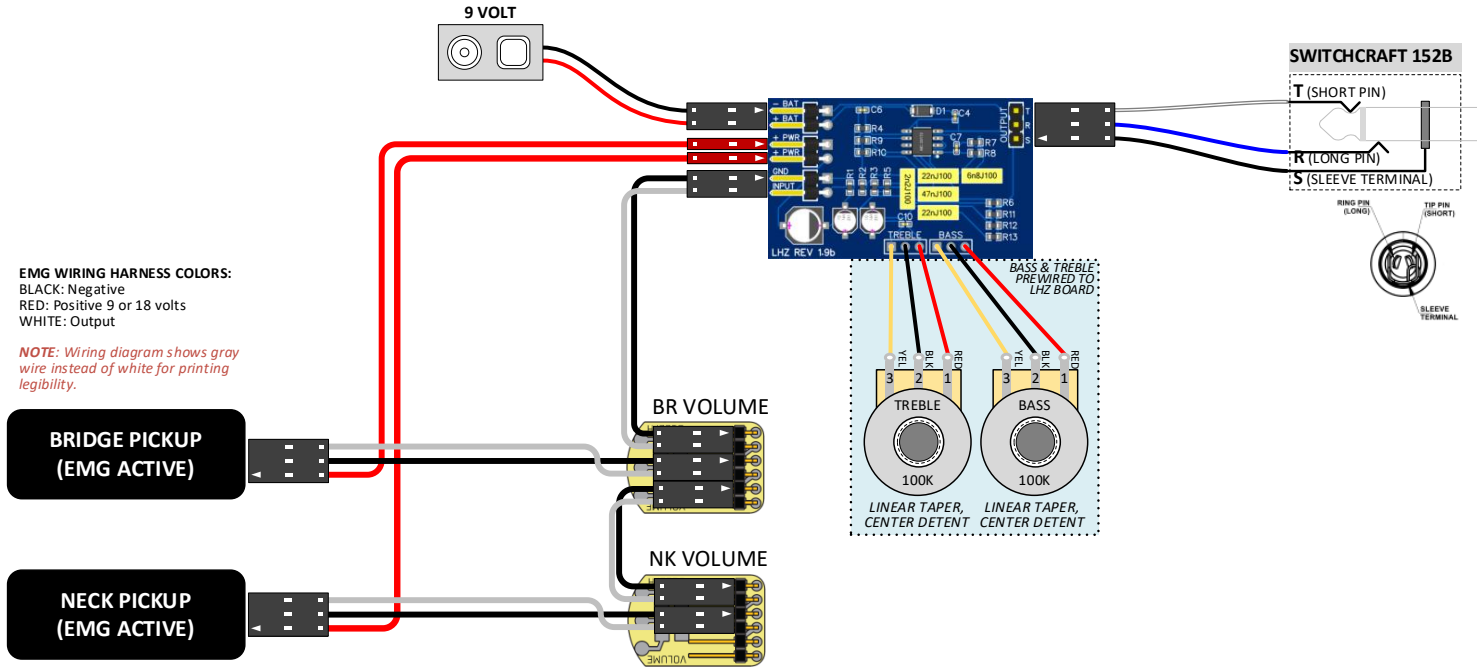 9 VOLT
SWITCHCRAFT 152B
T (SHORT PIN)
R (LONG PIN)
S (SLEEVE TERMINAL)
RING PIN
(LONG)
TIP PIN
(SHORT)
SLEEVE
TERMINAL
- BAT
+ BAT
+ PWR
+ PWR
GND
INPUT
C6
D1
C4
R4
R9
R10
C7
R7
R8
OUTPUT
T
R
S
R1
R2
R3
R5
2n2J100
22nJ100
6n8J100
47nJ100
22nJ100
C10
R6
R11
R12
R13
TREBLE
BASS
LHZ REV 1.9b
BASS & TREBLE
PREWIRED TO
LHZ BOARD
YEL
BLK
RED
YEL
BLK
RED
3 2 1
3 2 1
TREBLE
BASS
100K
100K
LINEAR TAPER,
CENTER DETENT
LINEAR TAPER,
CENTER DETENT
EMG WIRING HARNESS COLORS:
BLACK: Negative
RED: Positive 9 or 18 volts
WHITE: Output
NOTE: Wiring diagram shows gray
wire instead of white for printing
legibility.
BRIDGE PICKUP
(EMG ACTIVE)
NECK PICKUP
(EMG ACTIVE)
BR VOLUME
VOLUME
NK VOLUME
VOLUME